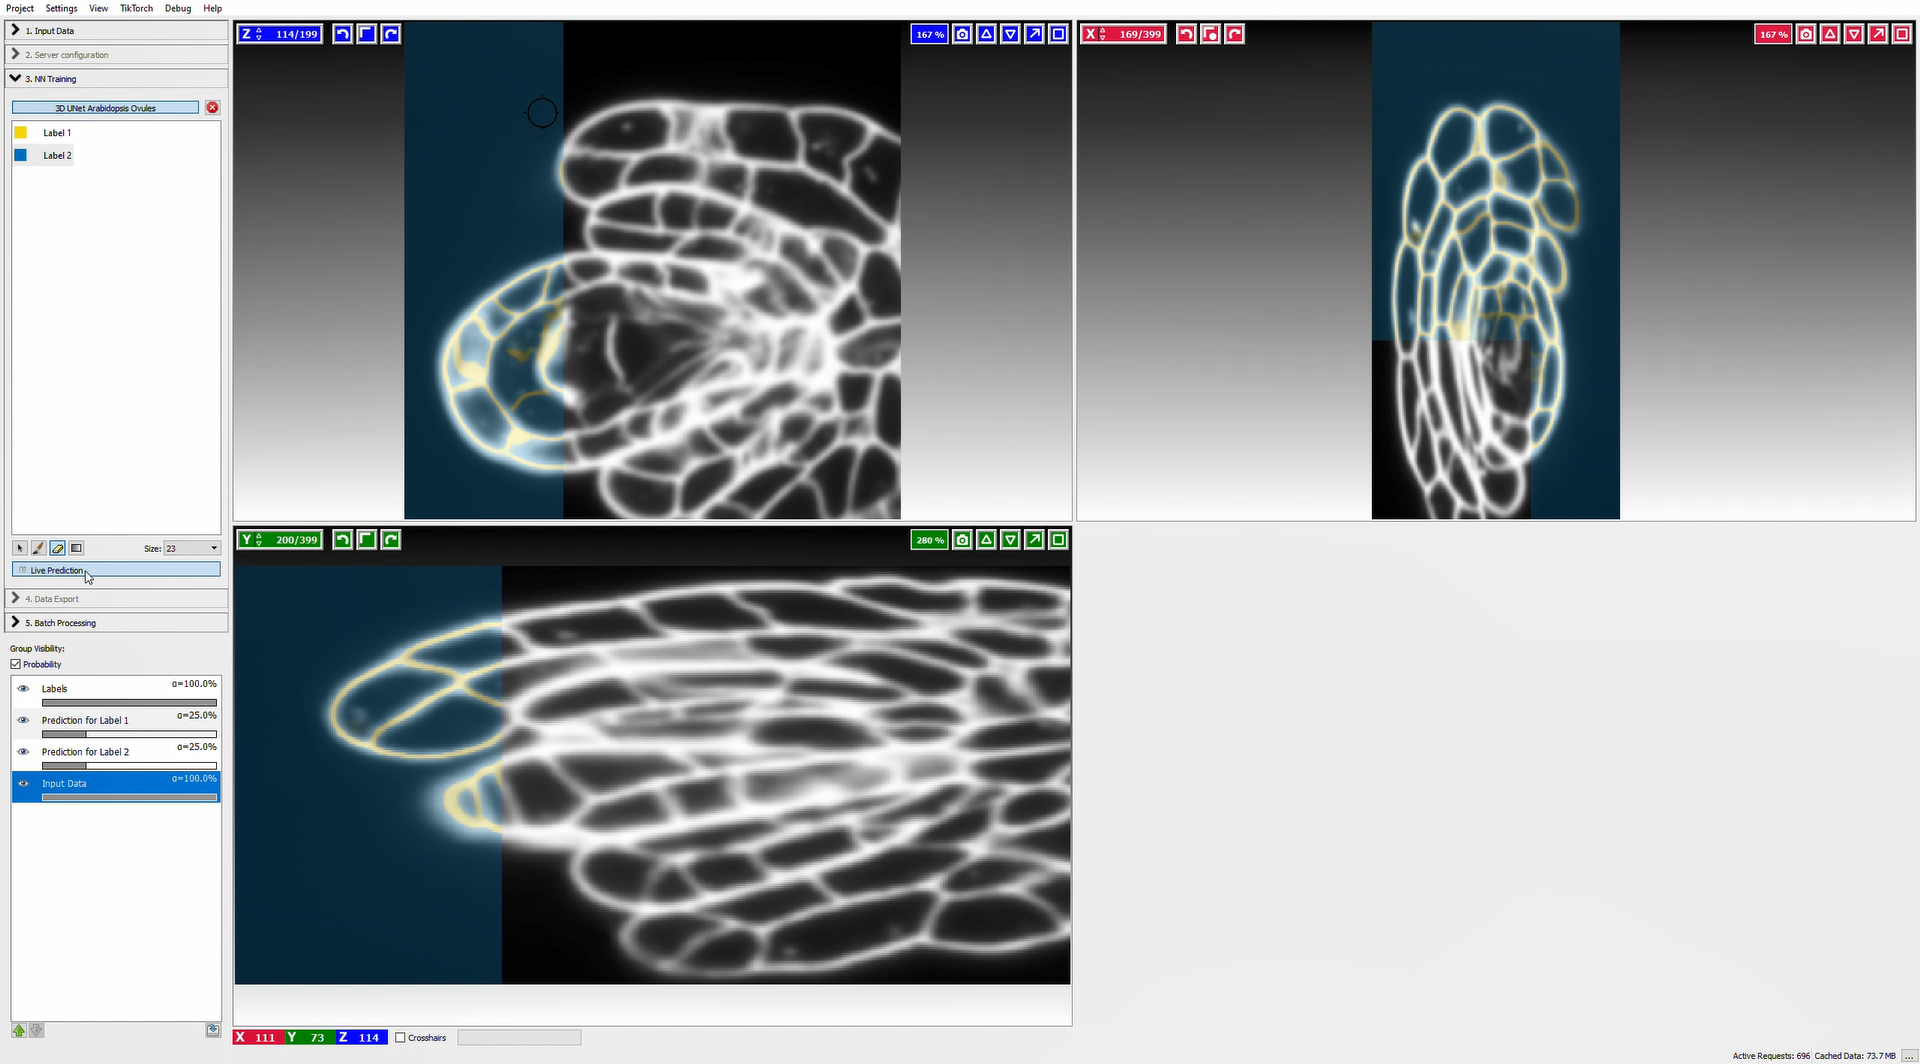 Project Settings View TikTorch Debug Help
1. Input Data
2. Server configuration
3. NN Training
3D UNet Arabidopsis Ovules
Label 1
Label 2
Size: 23
Live Prediction
4. Data Export
5. Batch Processing
Group Visibility:
Probability
Labels α=100.0%
Prediction for Label 1 α=25.0%
Prediction for Label 2 α=25.0%
Input Data α=100.0%
Z 114/199 167 %
X 169/399 167 %
Y 200/399 280 %
X 111 Y 73 Z 114 Crosshairs
Active Requests: 696 Cached Data: 73.7 MB ...